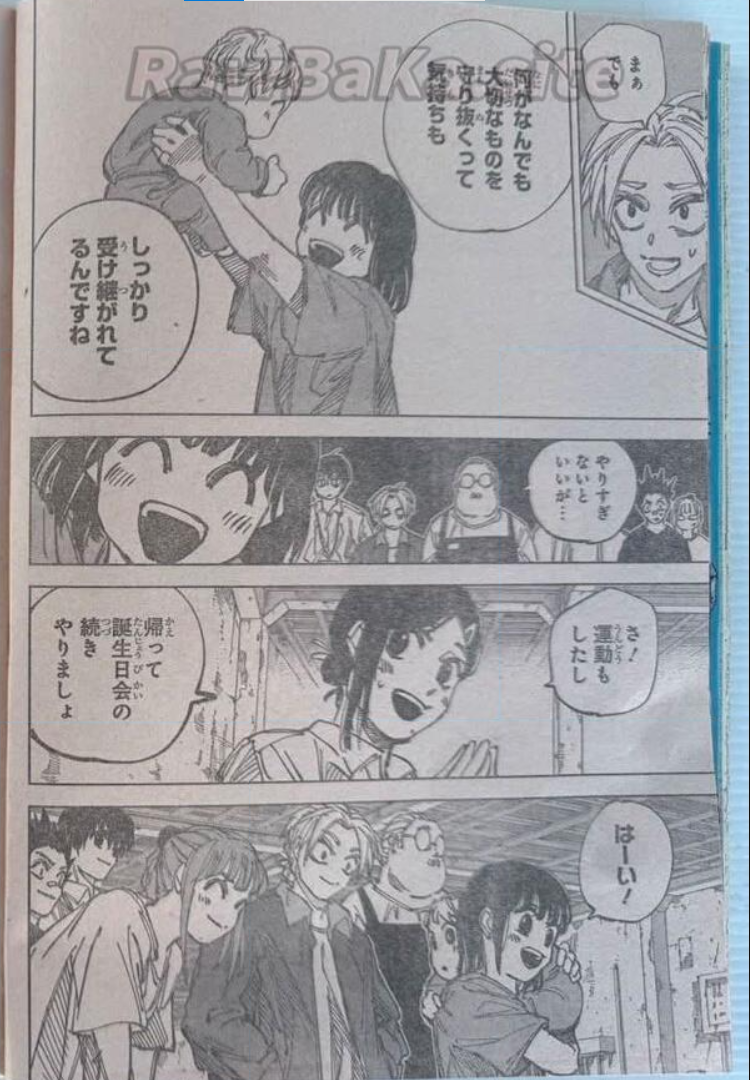 まぁ
でも
何がなんでも
大切なものを
守り抜くって
気持ちも
しっかり
受け継がれて
るんですね
やりすぎ
ないと
いいが…
さ!
運動も
したし
帰って
誕生日会の
続き
やりましょ
はーい!